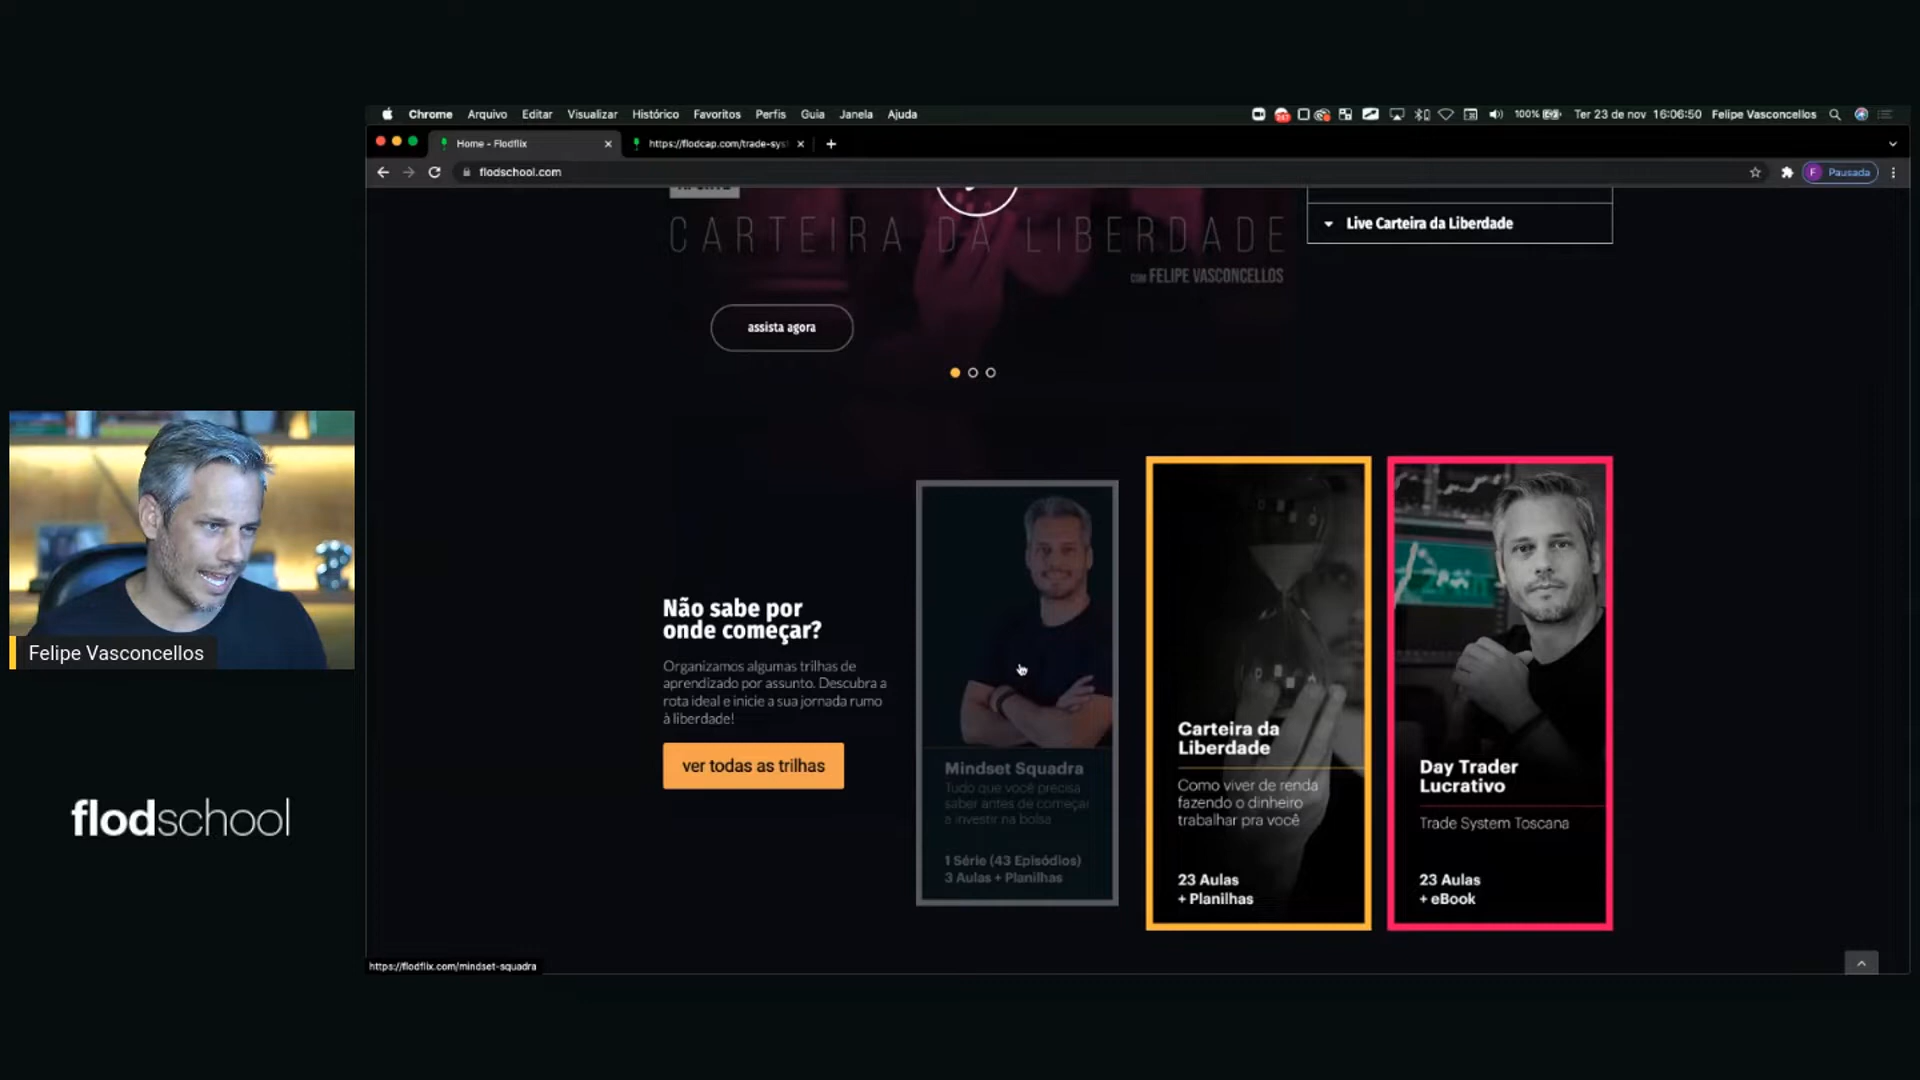 Chrome Arquivo Editar Visualizar Histórico Favoritos Perfis Guia Janela Ajuda
100% Ter 23 de nov 16:06:50 Felipe Vasconcellos
Home - Flodflix
https://flodcap.com/trade-sys
flodschool.com
F Pausada
CARTEIRA DA LIBERDADE
COM FELIPE VASCONCELLOS
assista agora
Live Carteira da Liberdade
Não sabe por
onde começar?
Organizamos algumas trilhas de
aprendizado por assunto. Descubra a
rota ideal e inicie a sua jornada rumo
à liberdade!
ver todas as trilhas
Mindset Squadra
Tudo que você precisa
saber antes de começar
a investir na bolsa
1 Série (43 Episódios)
3 Aulas + Planilhas
Carteira da
Liberdade
Como viver de renda
fazendo o dinheiro
trabalhar pra você
23 Aulas
+ Planilhas
Day Trader
Lucrativo
Trade System Toscana
23 Aulas
+ eBook
https://flodflix.com/mindset-squadra
Felipe Vasconcellos
flodschool